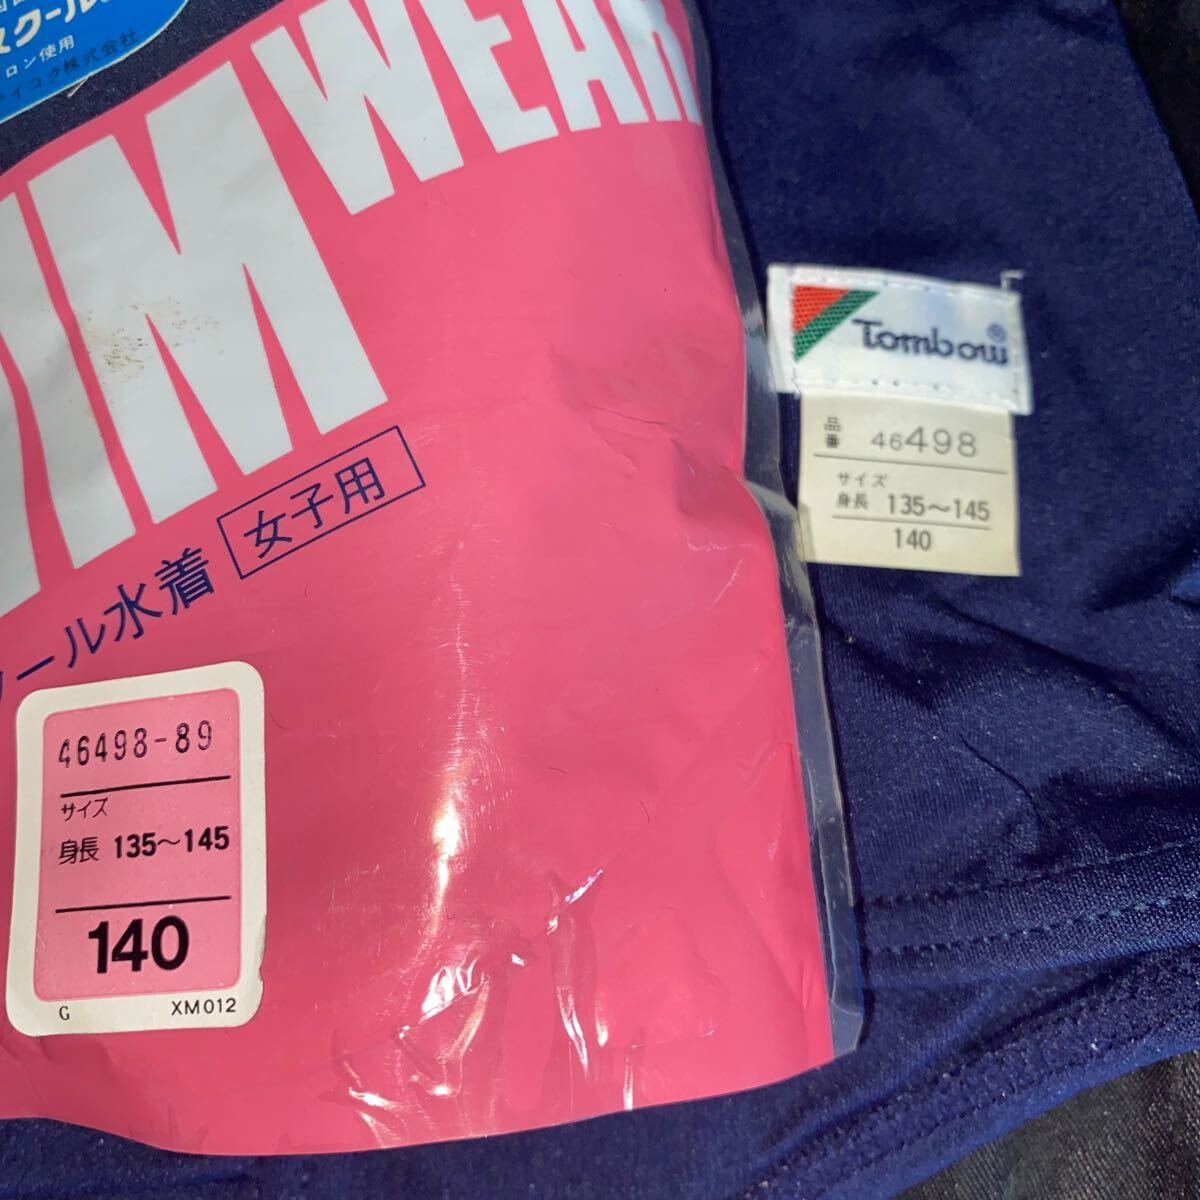 スクール
ロン使用
イコク株式会社
IMWEAR
ール水着 女子用
46498-89
サイズ
身長 135〜145
140
G XM012
Tombow®
品番 46498
サイズ
身長 135〜145
140